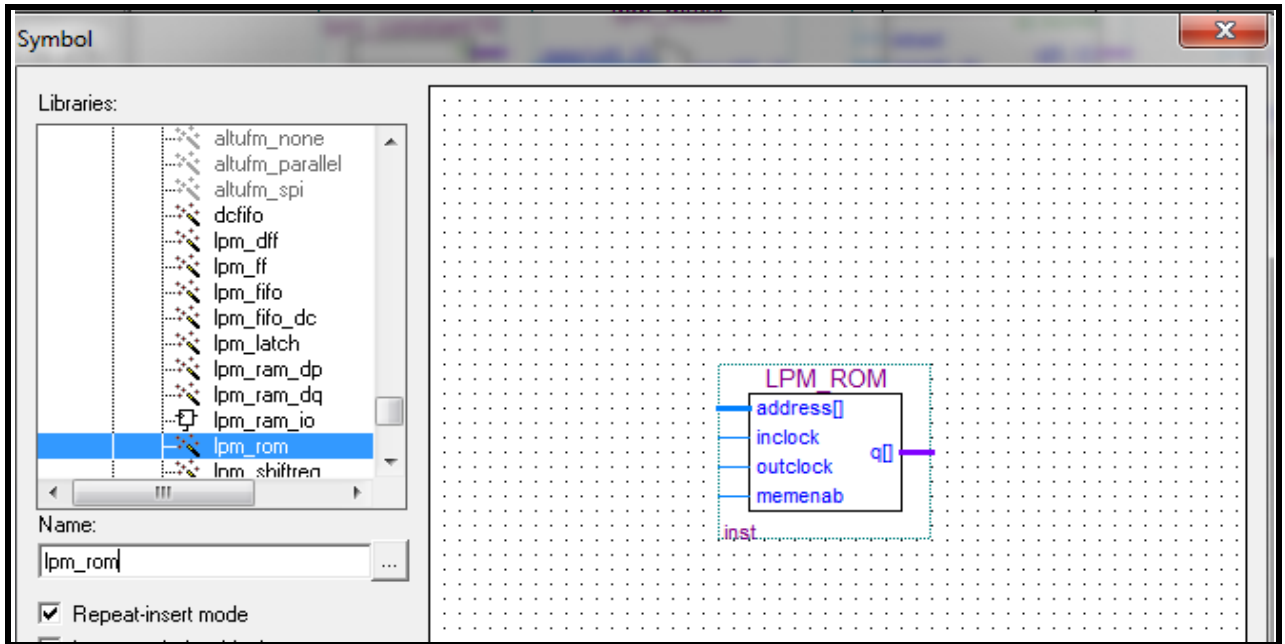 Symbol
X
Libraries:
altufm_none
altufm_parallel
altufm_spi
dcfifo
lpm_dff
lpm_ff
lpm_fifo
lpm_fifo_dc
lpm_latch
lpm_ram_dp
lpm_ram_dq
lpm_ram_io
lpm_rom
lpm_shiftreg
Name:
lpm_rom
...
Repeat-insert mode
LPM_ROM
address[]
inclock
outclock
memenab
q[]
inst